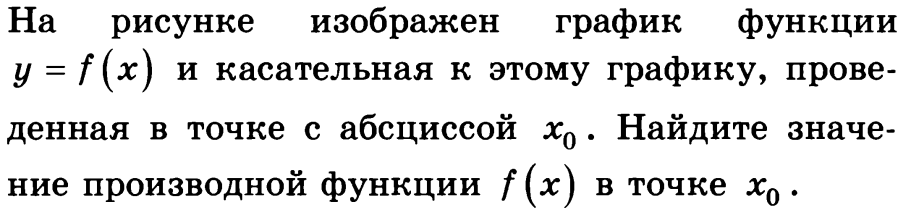 На рисунке изображен график функции
y = f(x) и касательная к этому графику, прове-
денная в точке с абсциссой x₀. Найдите значе-
ние производной функции f(x) в точке x₀.